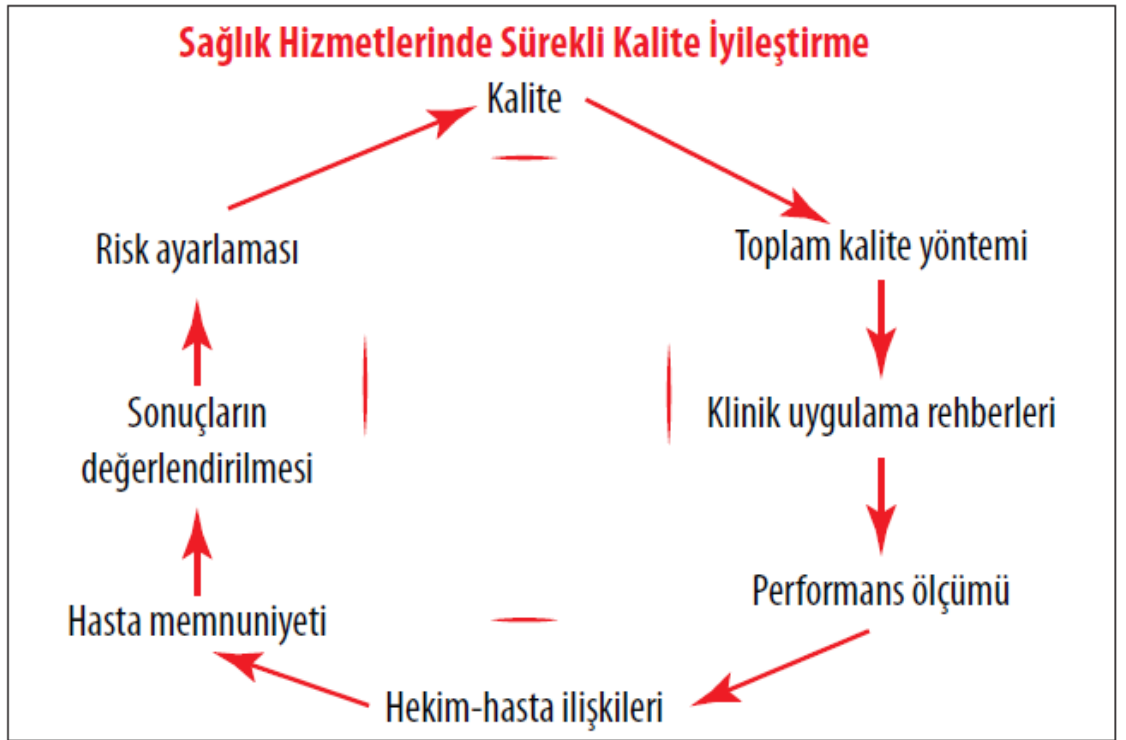 Sağlık Hizmetlerinde Sürekli Kalite İyileştirme
Kalite
Toplam kalite yöntemi
Klinik uygulama rehberleri
Performans ölçümü
Hekim-hasta ilişkileri
Hasta memnuniyeti
Sonuçların
değerlendirilmesi
Risk ayarlaması